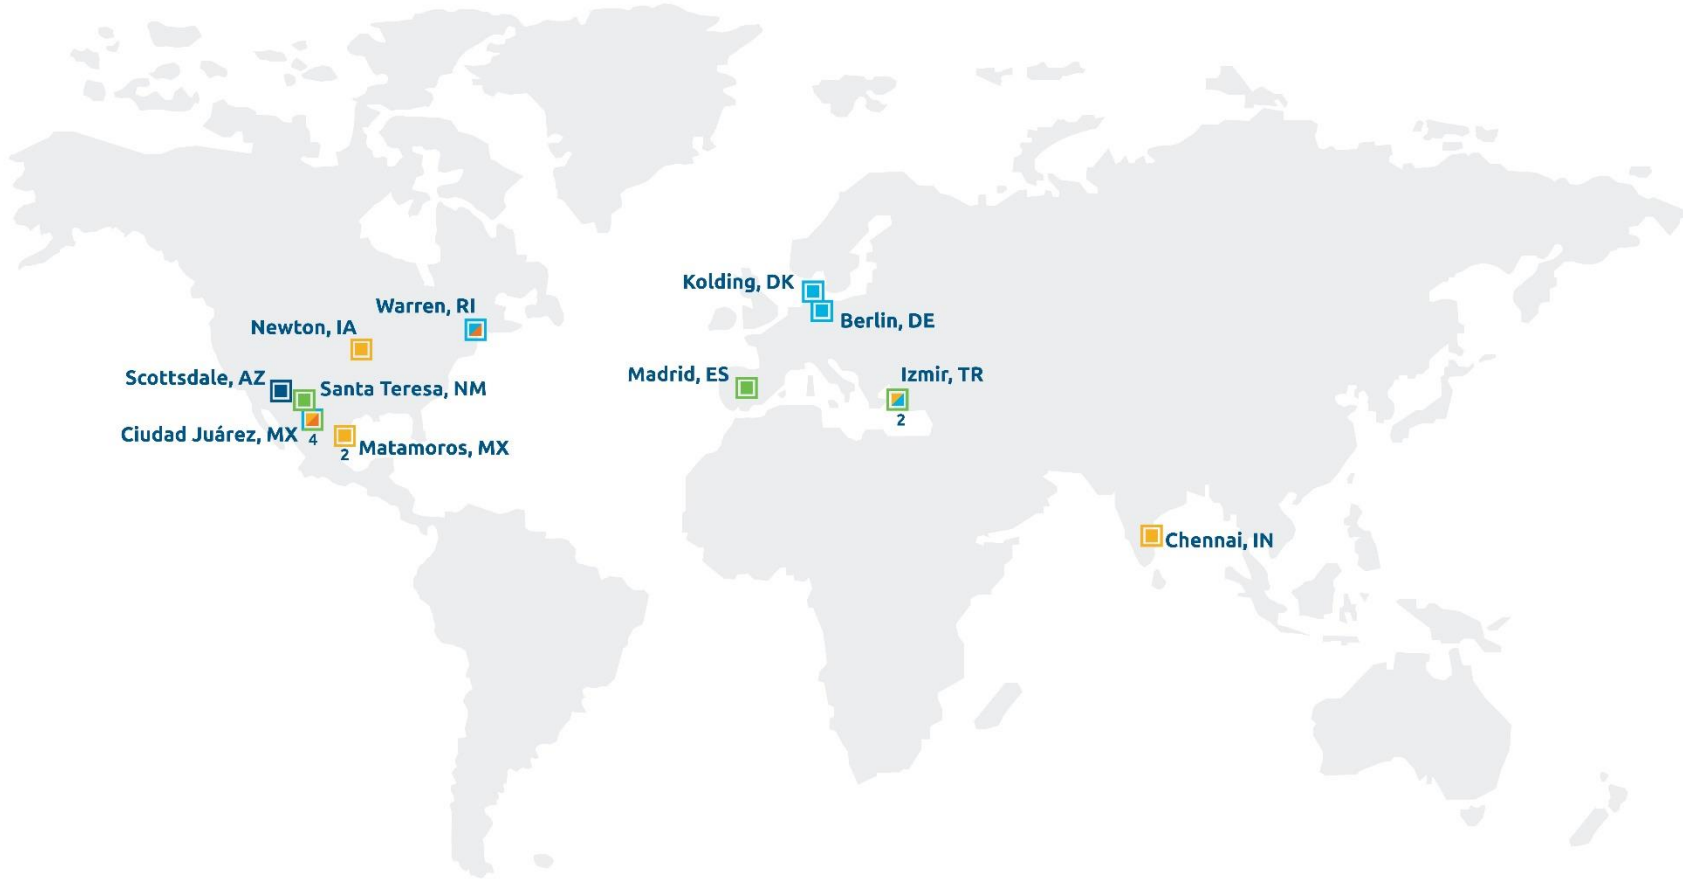 Kolding, DK
Warren, RI
Berlin, DE
Newton, IA
Scottsdale, AZ
Santa Teresa, NM
Madrid, ES
Izmir, TR
2
Ciudad Juárez, MX 4
2 Matamoros, MX
Chennai, IN